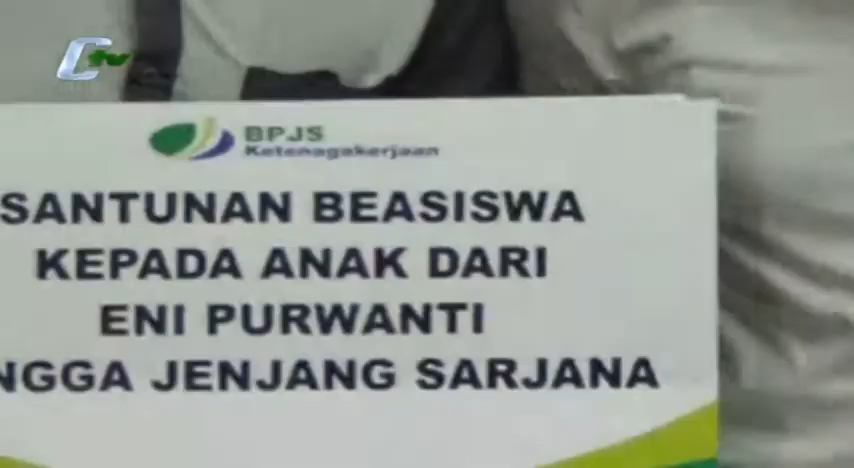 Ctv
BPJS
Ketenagakerjaan
SANTUNAN BEASISWA
KEPADA ANAK DARI
ENI PURWANTI
NGGA JENJANG SARJANA